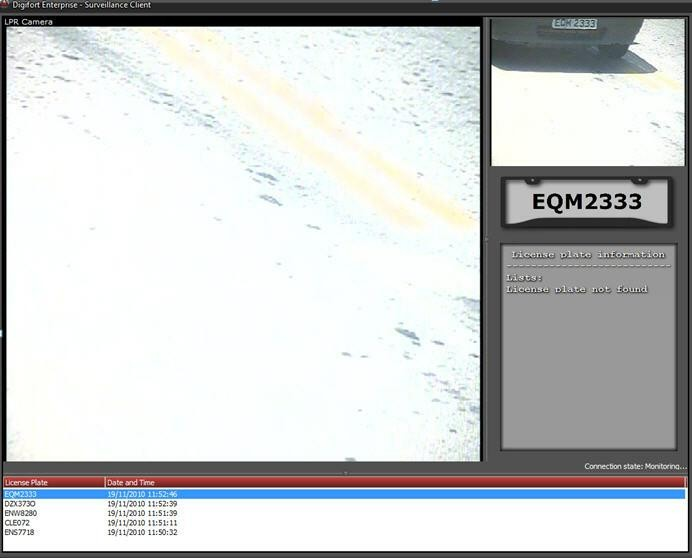 Digifort Enterprise - Surveillance Client
LPR Camera
EQM 2333
EQM2333
License plate information
Lists:
License plate not found
Connection state: Monitoring...
License Plate Date and Time
EQM2333 19/11/2010 11:52:46
DZX373O 19/11/2010 11:52:39
ENW8280 19/11/2010 11:51:39
CLE072 19/11/2010 11:51:11
ENS7718 19/11/2010 11:50:32